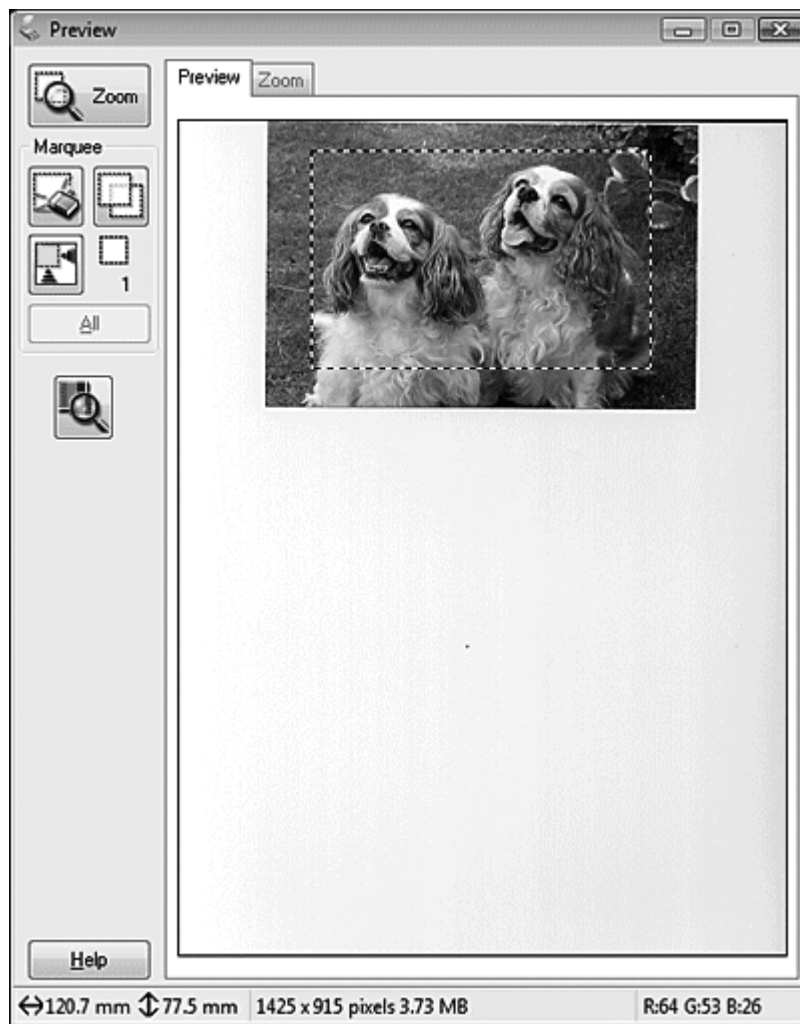 Preview
Zoom
Preview
Zoom
Marquee
1
All
Help
120.7 mm 77.5 mm 1425 x 915 pixels 3.73 MB R:64 G:53 B:26